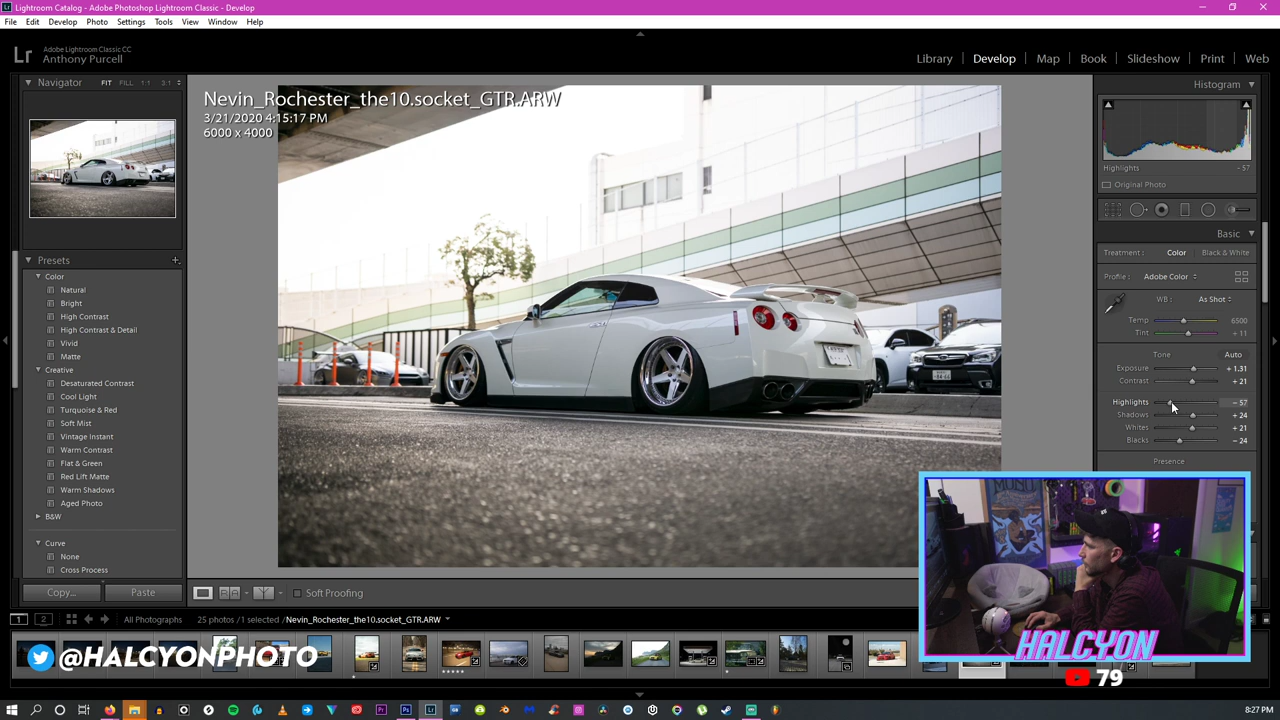 Lightroom Catalog - Adobe Photoshop Lightroom Classic - Develop
File Edit Develop Photo Settings Tools View Window Help
Lr Adobe Lightroom Classic CC
Anthony Purcell
Library | Develop | Map | Book | Slideshow | Print | Web
Navigator FIT FILL 1:1 3:1
Nevin_Rochester_the10.socket_GTR.ARW
3/21/2020 4:15:17 PM
6000 x 4000
Histogram
Highlights - 57
Original Photo
Basic
Treatment : Color Black & White
Profile : Adobe Color
WB : As Shot
Temp 6500
Tint + 11
Tone Auto
Exposure + 1.31
Contrast + 21
Highlights - 57
Shadows + 24
Whites + 21
Blacks - 24
Presence
Presets
Color
Natural
Bright
High Contrast
High Contrast & Detail
Vivid
Matte
Creative
Desaturated Contrast
Cool Light
Turquoise & Red
Soft Mist
Vintage Instant
Warm Contrast
Flat & Green
Red Lift Matte
Warm Shadows
Aged Photo
B&W
Curve
None
Cross Process
Copy... Paste
Soft Proofing
1 2 All Photographs 25 photos / 1 selected / Nevin_Rochester_the10.socket_GTR.ARW
@HALCYONPHOTO
HALCYON
79
8:27 PM